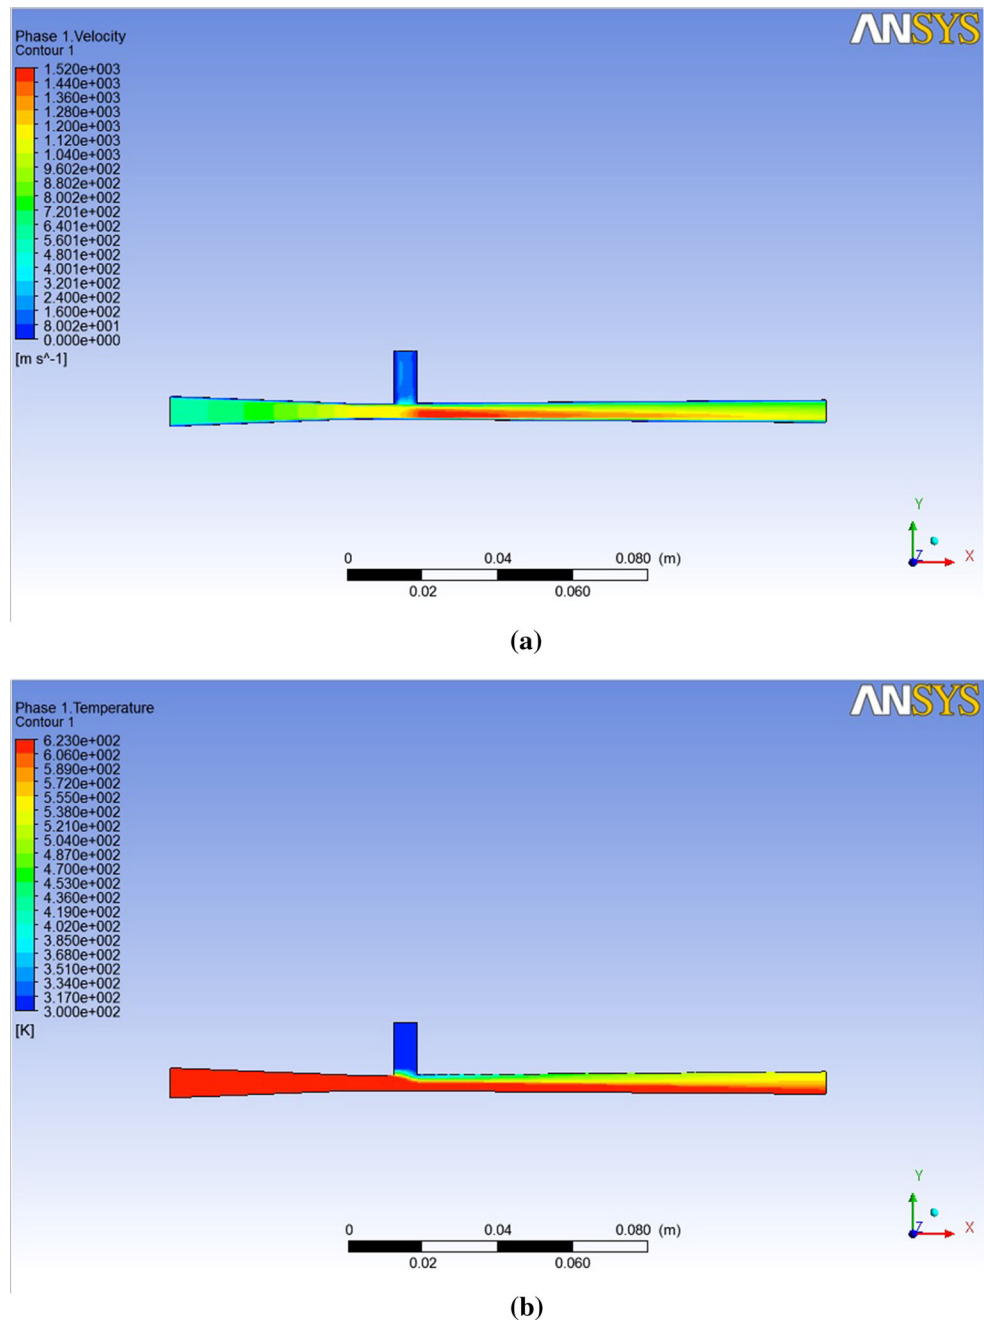 ANSYS
Phase 1.Velocity
Contour 1
1.520e+003
1.440e+003
1.360e+003
1.280e+003
1.200e+003
1.120e+003
1.040e+003
9.602e+002
8.802e+002
8.002e+002
7.201e+002
6.401e+002
5.601e+002
4.801e+002
4.001e+002
3.201e+002
2.400e+002
1.600e+002
8.002e+001
0.000e+000
[m s^-1]
Y
Z
X
0 0.04 0.080 (m)
0.02 0.060
(a)
ANSYS
Phase 1.Temperature
Contour 1
6.230e+002
6.060e+002
5.890e+002
5.720e+002
5.550e+002
5.380e+002
5.210e+002
5.040e+002
4.870e+002
4.700e+002
4.530e+002
4.360e+002
4.190e+002
4.020e+002
3.850e+002
3.680e+002
3.510e+002
3.340e+002
3.170e+002
3.000e+002
[K]
Y
Z
X
0 0.04 0.080 (m)
0.02 0.060
(b)